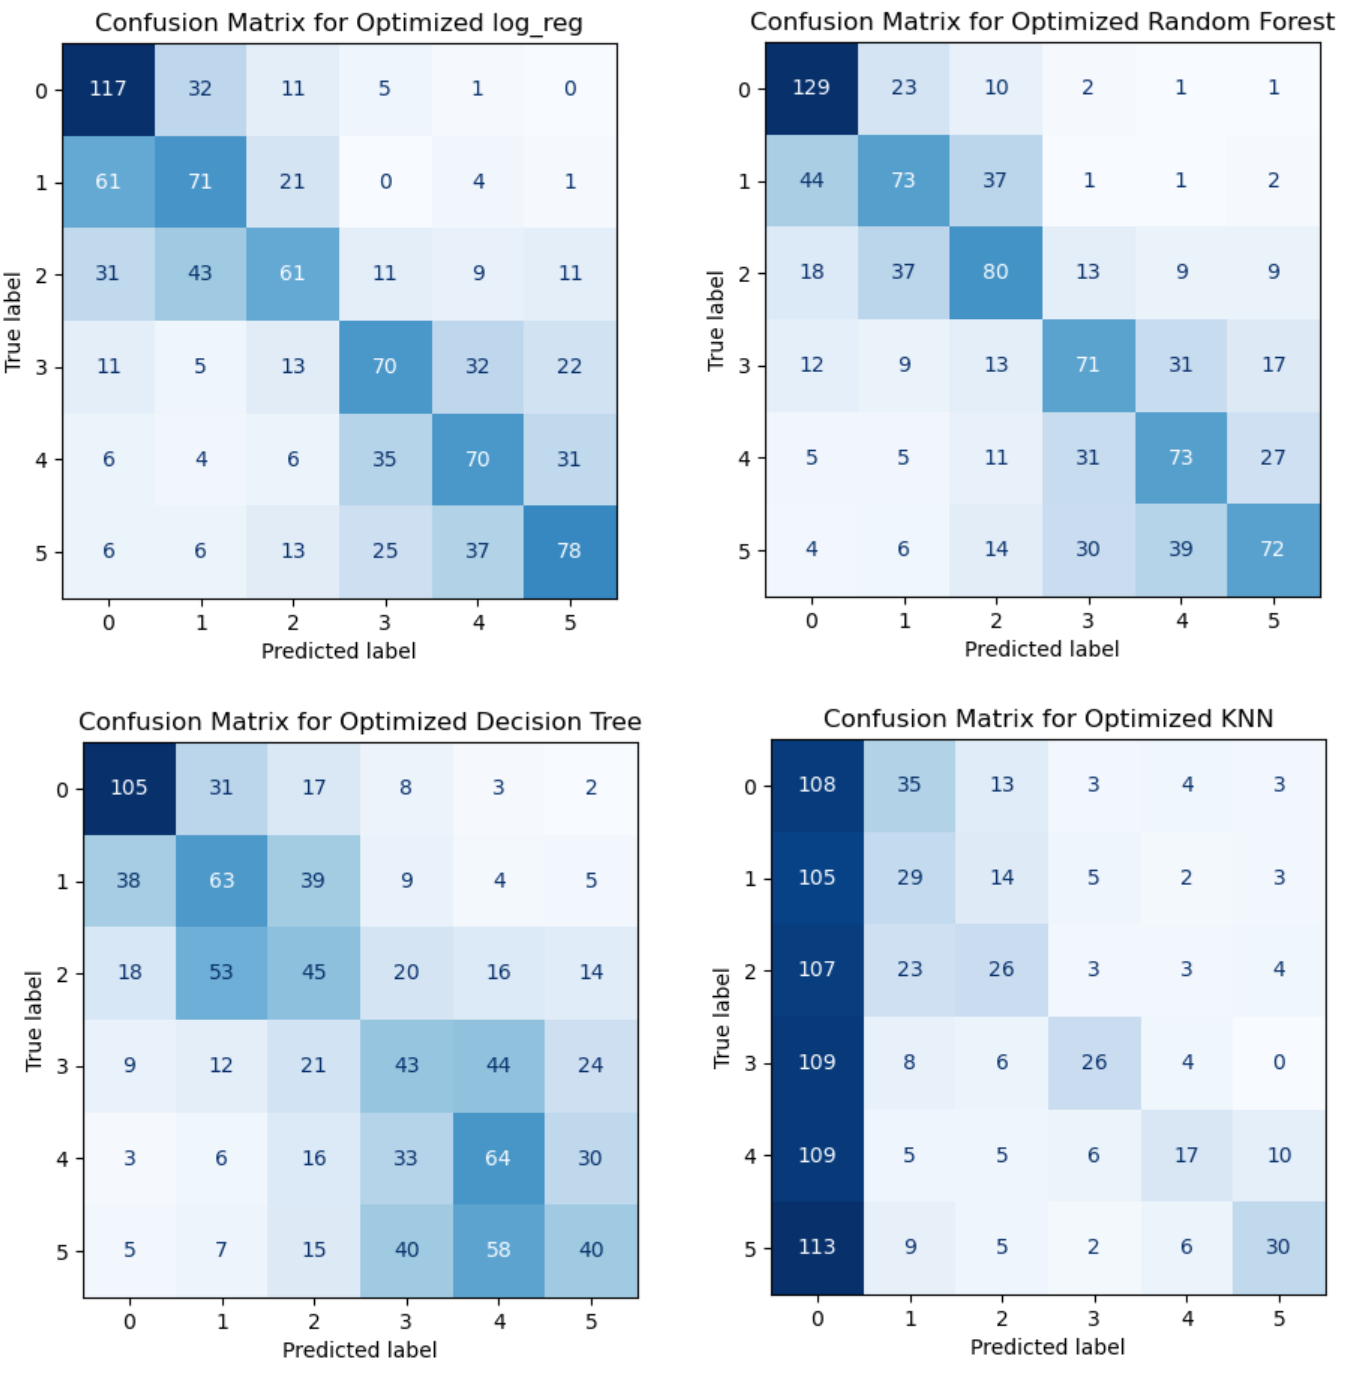 Confusion Matrix for Optimized log_reg
0 117 32 11 5 1 0
1 61 71 21 0 4 1
2 31 43 61 11 9 11
3 11 5 13 70 32 22
4 6 4 6 35 70 31
5 6 6 13 25 37 78
0 1 2 3 4 5
Predicted label
True label
Confusion Matrix for Optimized Random Forest
0 129 23 10 2 1 1
1 44 73 37 1 1 2
2 18 37 80 13 9 9
3 12 9 13 71 31 17
4 5 5 11 31 73 27
5 4 6 14 30 39 72
0 1 2 3 4 5
Predicted label
True label
Confusion Matrix for Optimized Decision Tree
0 105 31 17 8 3 2
1 38 63 39 9 4 5
2 18 53 45 20 16 14
3 9 12 21 43 44 24
4 3 6 16 33 64 30
5 5 7 15 40 58 40
0 1 2 3 4 5
Predicted label
True label
Confusion Matrix for Optimized KNN
0 108 35 13 3 4 3
1 105 29 14 5 2 3
2 107 23 26 3 3 4
3 109 8 6 26 4 0
4 109 5 5 6 17 10
5 113 9 5 2 6 30
0 1 2 3 4 5
Predicted label
True label